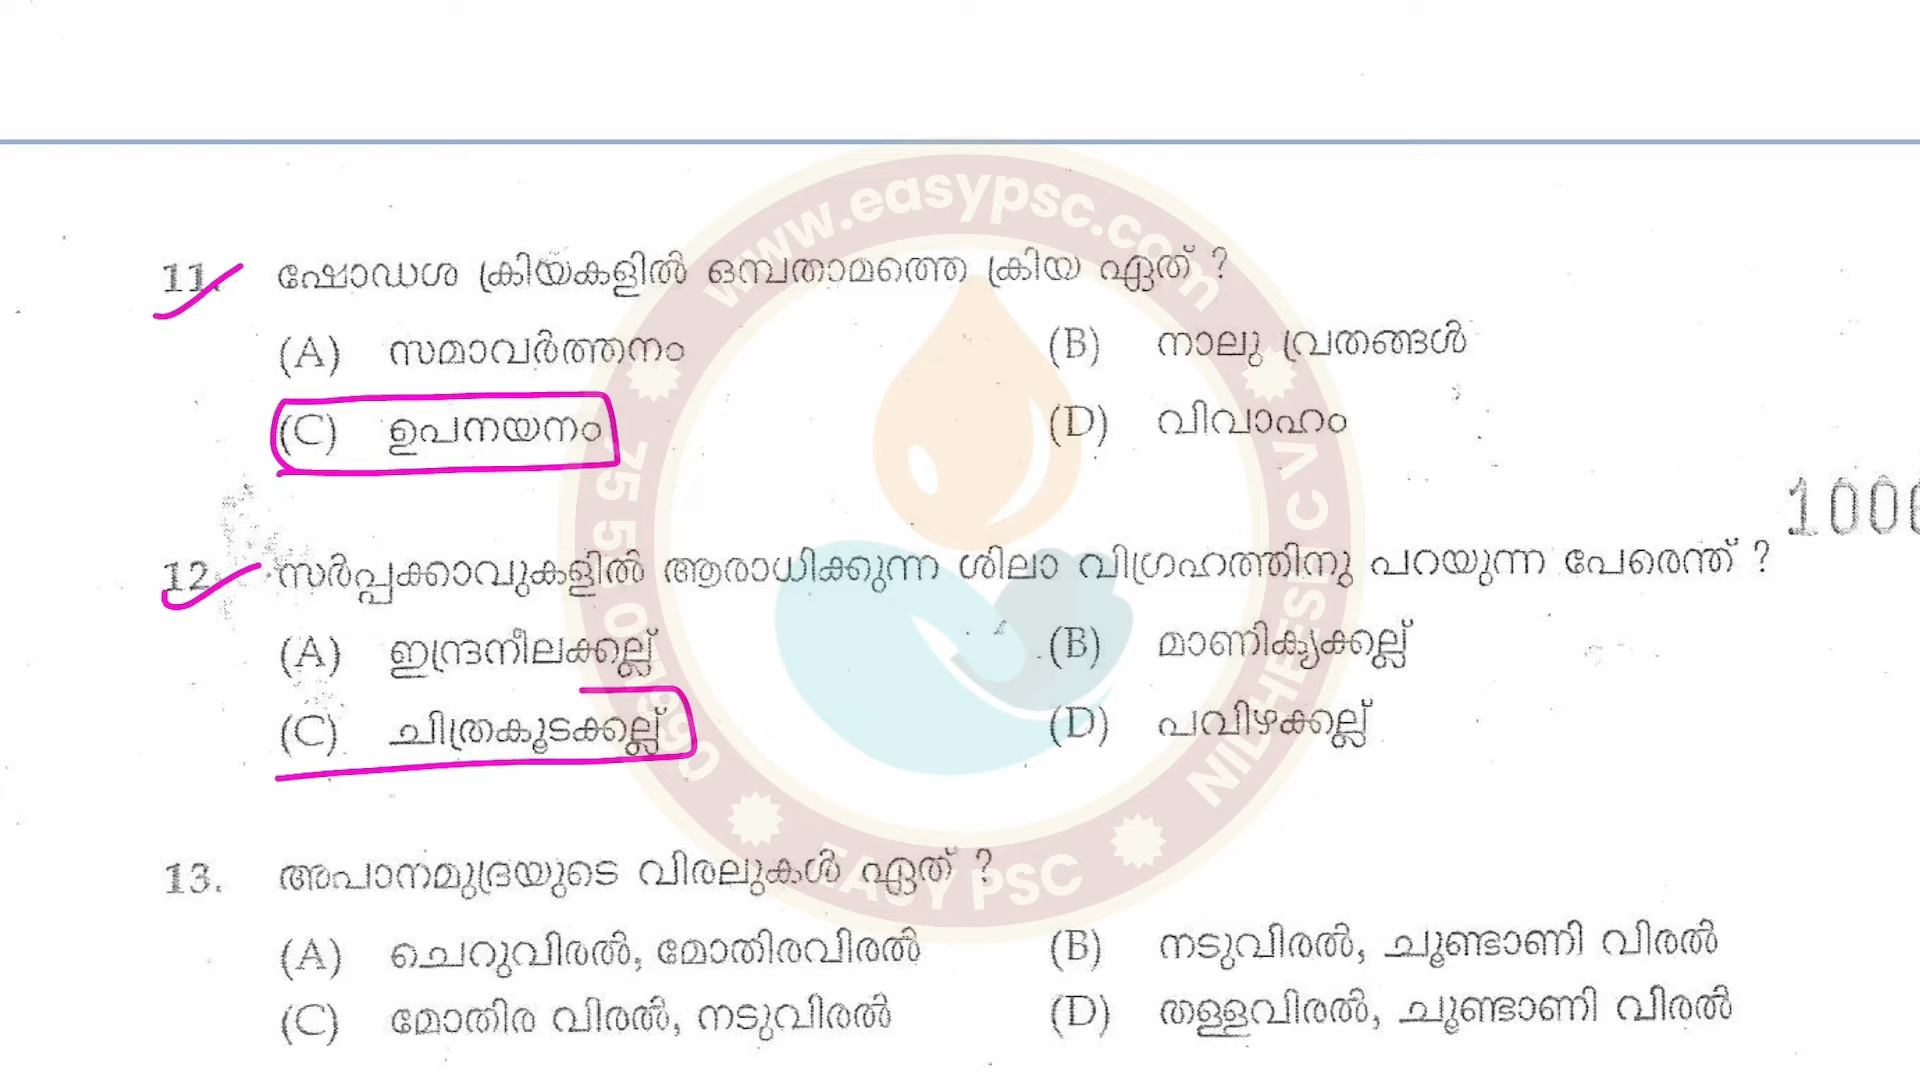 www.easypsc.com
11. ഷോഡശ ക്രിയകളിൽ ഒമ്പതാമത്തെ ക്രിയ ഏത് ?
(A) സമാവർത്തനം (B) നാലു വ്രതങ്ങൾ
(C) ഉപനയനം (D) വിവാഹം
1000
12. സർപ്പക്കാവുകളിൽ ആരാധിക്കുന്ന ശിലാ വിഗ്രഹത്തിനു പറയുന്ന പേരെന്ത് ?
(A) ഇന്ദ്രനീലക്കല്ല് (B) മാണിക്യക്കല്ല്
(C) ചിത്രകൂടക്കല്ല് (D) പവിഴക്കല്ല്
NILHESI CV
13. അപാനമുദ്രയുടെ വിരലുകൾ ഏത് ?
EASY PSC
(A) ചെറുവിരൽ, മോതിരവിരൽ (B) നടുവിരൽ, ചൂണ്ടാണി വിരൽ
(C) മോതിര വിരൽ, നടുവിരൽ (D) തള്ളവിരൽ, ചൂണ്ടാണി വിരൽ